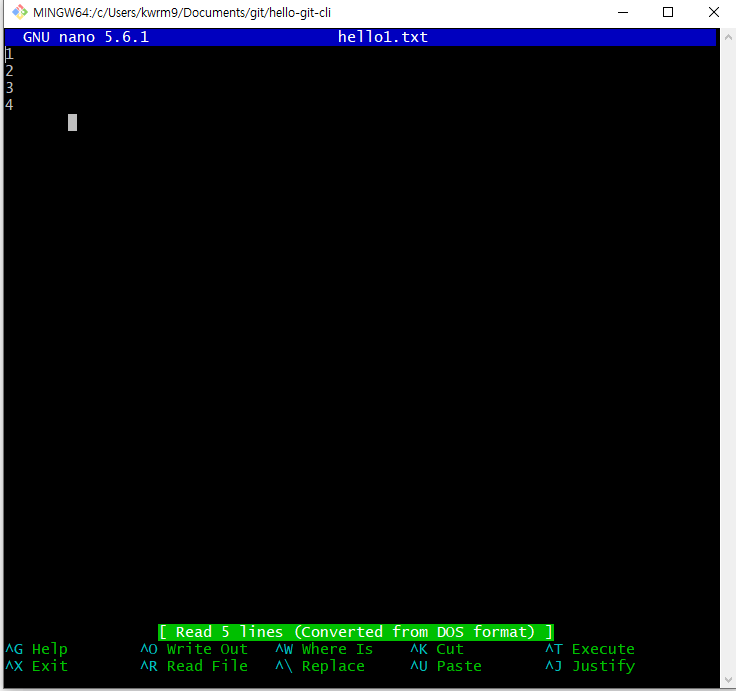 MINGW64:/c/Users/kwrm9/Documents/git/hello-git-cli
GNU nano 5.6.1 hello1.txt
1
2
3
4
[ Read 5 lines (Converted from DOS format) ]
^G Help ^O Write Out ^W Where Is ^K Cut ^T Execute
^X Exit ^R Read File ^\ Replace ^U Paste ^J Justify